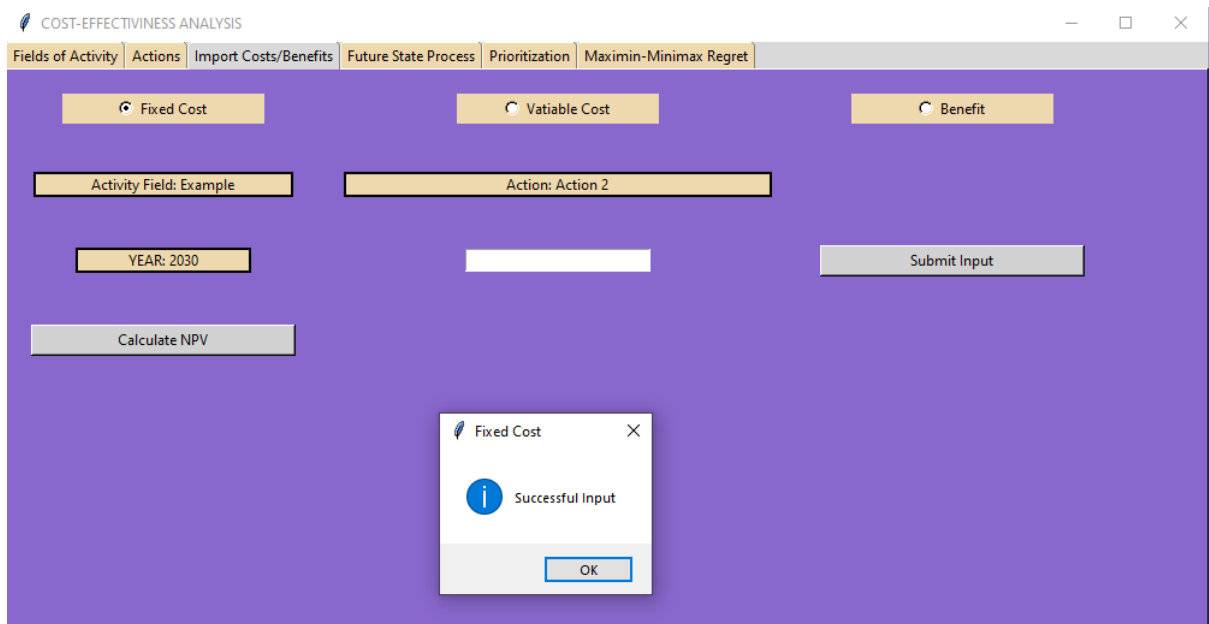 COST-EFFECTIVINESS ANALYSIS
Fields of Activity Actions Import Costs/Benefits Future State Process Prioritization Maximin-Minimax Regret
Fixed Cost Vatiable Cost Benefit
Activity Field: Example Action: Action 2
YEAR: 2030 Submit Input
Calculate NPV
Fixed Cost
Successful Input
OK